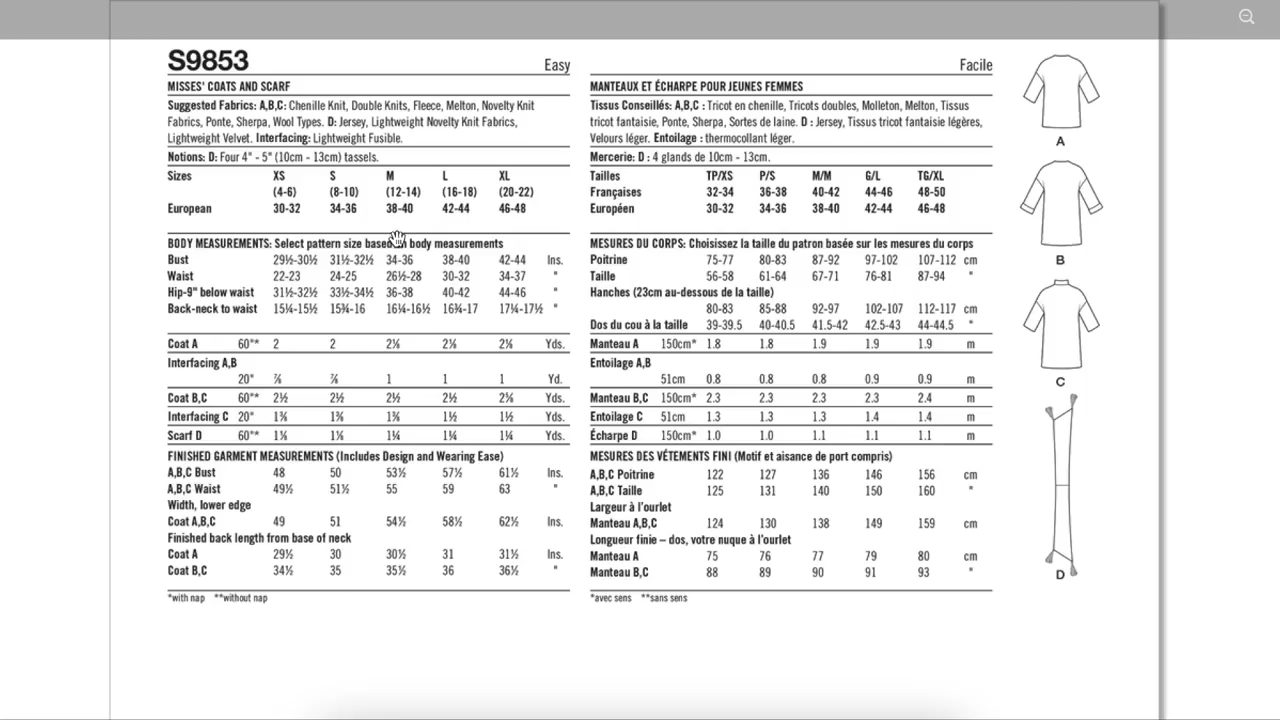 S9853
Easy
MISSES' COATS AND SCARF
Suggested Fabrics: A,B,C: Chenille Knit, Double Knits, Fleece, Melton, Novelty Knit
Fabrics, Ponte, Sherpa, Wool Types. D: Jersey, Lightweight Novelty Knit Fabrics,
Lightweight Velvet. Interfacing: Lightweight Fusible.
Notions: D: Four 4" - 5" (10cm - 13cm) tassels.
Sizes XS S M L XL
(4-6) (8-10) (12-14) (16-18) (20-22)
European 30-32 34-36 38-40 42-44 46-48
BODY MEASUREMENTS: Select pattern size based body measurements
Bust 29½-30½ 31½-32½ 34-36 38-40 42-44 Ins.
Waist 22-23 24-25 26½-28 30-32 34-37 "
Hip-9" below waist 31½-32½ 33½-34½ 36-38 40-42 44-46 "
Back-neck to waist 15¼-15½ 15¾-16 16¼-16½ 16¾-17 17¼-17½ "
Coat A 60"* 2 2 Yds.
Interfacing A,B
20" ⅞ ⅞ 1 1 1 Yd.
Coat B,C 60"* 2½ 2½ 2½ 2½ Yds.
Interfacing C 20" 1½ 1½ Yds.
Scarf D 60"* 1⅛ 1⅛ 1¼ 1¼ 1¼ Yds.
FINISHED GARMENT MEASUREMENTS (Includes Design and Wearing Ease)
A,B,C Bust 48 50 53½ 57½ 61½ Ins.
A,B,C Waist 49½ 51½ 55 59 63 "
Width, lower edge
Coat A,B,C 49 51 54½ 58½ 62½ Ins.
Finished back length from base of neck
Coat A 29½ 30 30½ 31 31½ Ins.
Coat B,C 34½ 35 35½ 36 36½ "
*with nap **without nap
Facile
MANTEAUX ET ÉCHARPE POUR JEUNES FEMMES
Tissus Conseillés: A,B,C : Tricot en chenille, Tricots doubles, Molleton, Melton, Tissus
tricot fantaisie, Ponte, Sherpa, Sortes de laine. D : Jersey, Tissus tricot fantaisie légères,
Velours léger. Entoilage : thermocollant léger.
Mercerie: D : 4 glands de 10cm - 13cm.
Tailles TP/XS P/S M/M G/L TG/XL
Françaises 32-34 36-38 40-42 44-46 48-50
Européen 30-32 34-36 38-40 42-44 46-48
MESURES DU CORPS: Choisissez la taille du patron basée sur les mesures du corps
Poitrine 75-77 80-83 87-92 97-102 107-112 cm
Taille 56-58 61-64 67-71 76-81 87-94 "
Hanches (23cm au-dessous de la taille)
80-83 85-88 92-97 102-107 112-117 cm
Dos du cou à la taille 39-39.5 40-40.5 41.5-42 42.5-43 44-44.5 "
Manteau A 150cm* 1.8 1.8 1.9 1.9 1.9 m
Entoilage A,B
51cm 0.8 0.8 0.8 0.9 0.9 m
Manteau B,C 150cm* 2.3 2.3 2.3 2.3 2.4 m
Entoilage C 51cm 1.3 1.3 1.3 1.4 1.4 m
Écharpe D 150cm* 1.0 1.0 1.1 1.1 1.1 m
MESURES DES VÊTEMENTS FINI (Motif et aisance de port compris)
A,B,C Poitrine 122 127 136 146 156 cm
A,B,C Taille 125 131 140 150 160 "
Largeur à l'ourlet
Manteau A,B,C 124 130 138 149 159 cm
Longueur finie – dos, votre nuque à l'ourlet
Manteau A 75 76 77 79 80 cm
Manteau B,C 88 89 90 91 93 "
*avec sens **sans sens
A
B
C
D